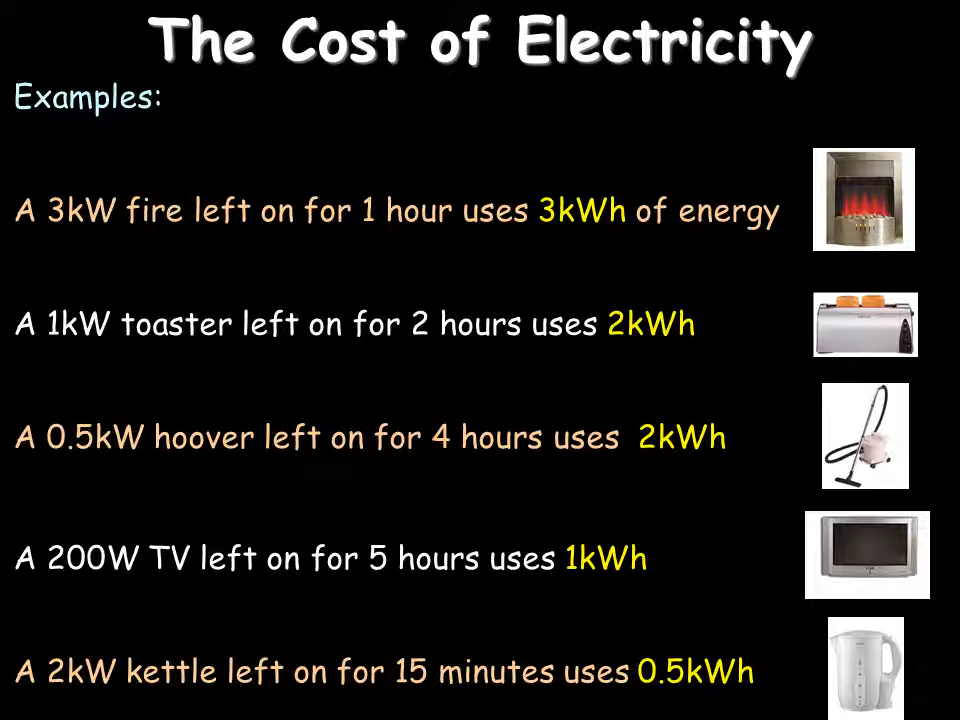 The Cost of Electricity
Examples:
A 3kW fire left on for 1 hour uses 3kWh of energy
A 1kW toaster left on for 2 hours uses 2kWh
A 0.5kW hoover left on for 4 hours uses 2kWh
A 200W TV left on for 5 hours uses 1kWh
A 2kW kettle left on for 15 minutes uses 0.5kWh